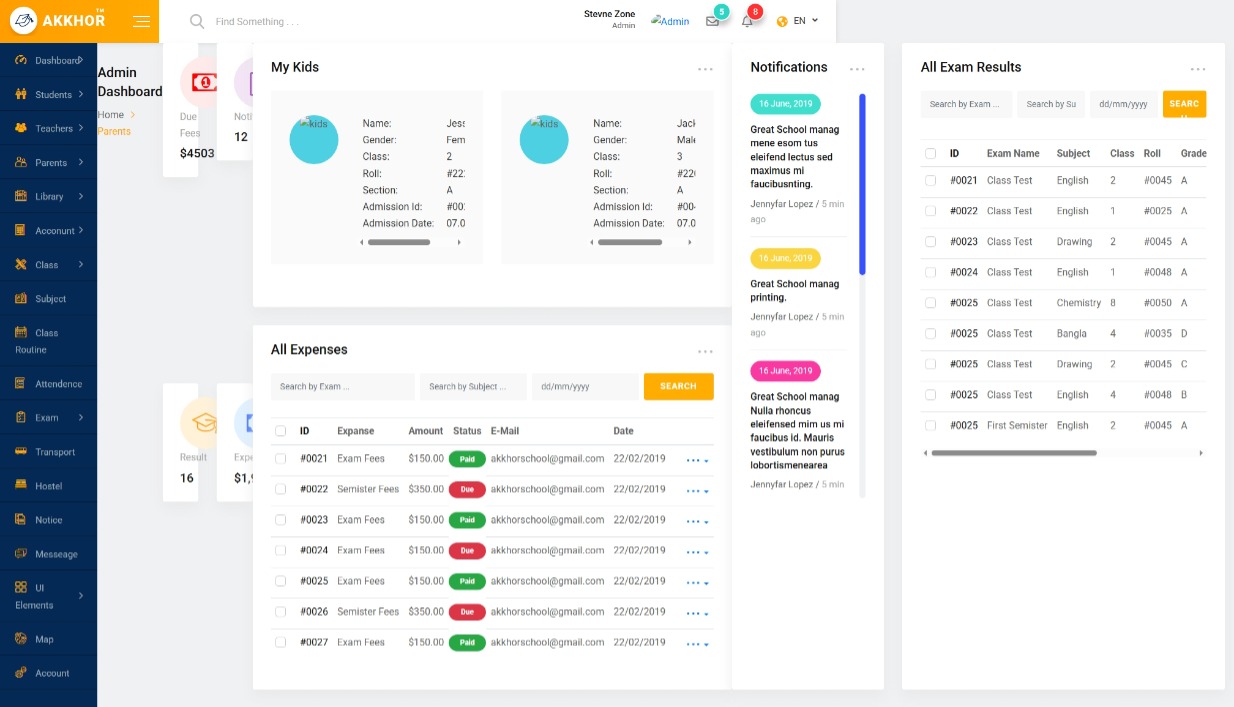 AKKHOR™
Find Something . . .
Stevne Zone
Admin
Admin
5
8
EN
Dashboard
Students
Teachers
Parents
Library
Acconunt
Class
Subject
Class
Routine
Attendence
Exam
Transport
Hostel
Notice
Messeage
UI
Elements
Map
Account
Admin
Dashboard
Home > Parents
Due
Fees
$4503
Noti
12
Result
16
Expe
$1,9
My Kids
kids
Name: Jess
Gender: Fem
Class: 2
Roll: #22
Section: A
Admission Id: #00
Admission Date: 07.0
kids
Name: Jack
Gender: Male
Class: 3
Roll: #22
Section: A
Admission Id: #00
Admission Date: 07.0
All Expenses
Search by Exam ... Search by Subject ... dd/mm/yyyy SEARCH
ID Expanse Amount Status E-Mail Date
#0021 Exam Fees $150.00 Paid akkhorschool@gmail.com 22/02/2019
#0022 Semister Fees $350.00 Due akkhorschool@gmail.com 22/02/2019
#0023 Exam Fees $150.00 Paid akkhorschool@gmail.com 22/02/2019
#0024 Exam Fees $150.00 Due akkhorschool@gmail.com 22/02/2019
#0025 Exam Fees $150.00 Paid akkhorschool@gmail.com 22/02/2019
#0026 Semister Fees $350.00 Due akkhorschool@gmail.com 22/02/2019
#0027 Exam Fees $150.00 Paid akkhorschool@gmail.com 22/02/2019
Notifications
16 June, 2019
Great School manag
mene esom tus
eleifend lectus sed
maximus mi
faucibusnting.
Jennyfar Lopez / 5 min
ago
16 June, 2019
Great School manag
printing.
Jennyfar Lopez / 5 min
ago
16 June, 2019
Great School manag
Nulla rhoncus
eleifensed mim us mi
faucibus id. Mauris
vestibulum non purus
lobortismenearea
Jennyfar Lopez / 5 min
All Exam Results
Search by Exam ... Search by Su dd/mm/yyyy SEARC
ID Exam Name Subject Class Roll Grade
#0021 Class Test English 2 #0045 A
#0022 Class Test English 1 #0025 A
#0023 Class Test Drawing 2 #0045 A
#0024 Class Test English 1 #0048 A
#0025 Class Test Chemistry 8 #0050 A
#0025 Class Test Bangla 4 #0035 D
#0025 Class Test Drawing 2 #0045 C
#0025 Class Test English 4 #0048 B
#0025 First Semister English 2 #0045 A